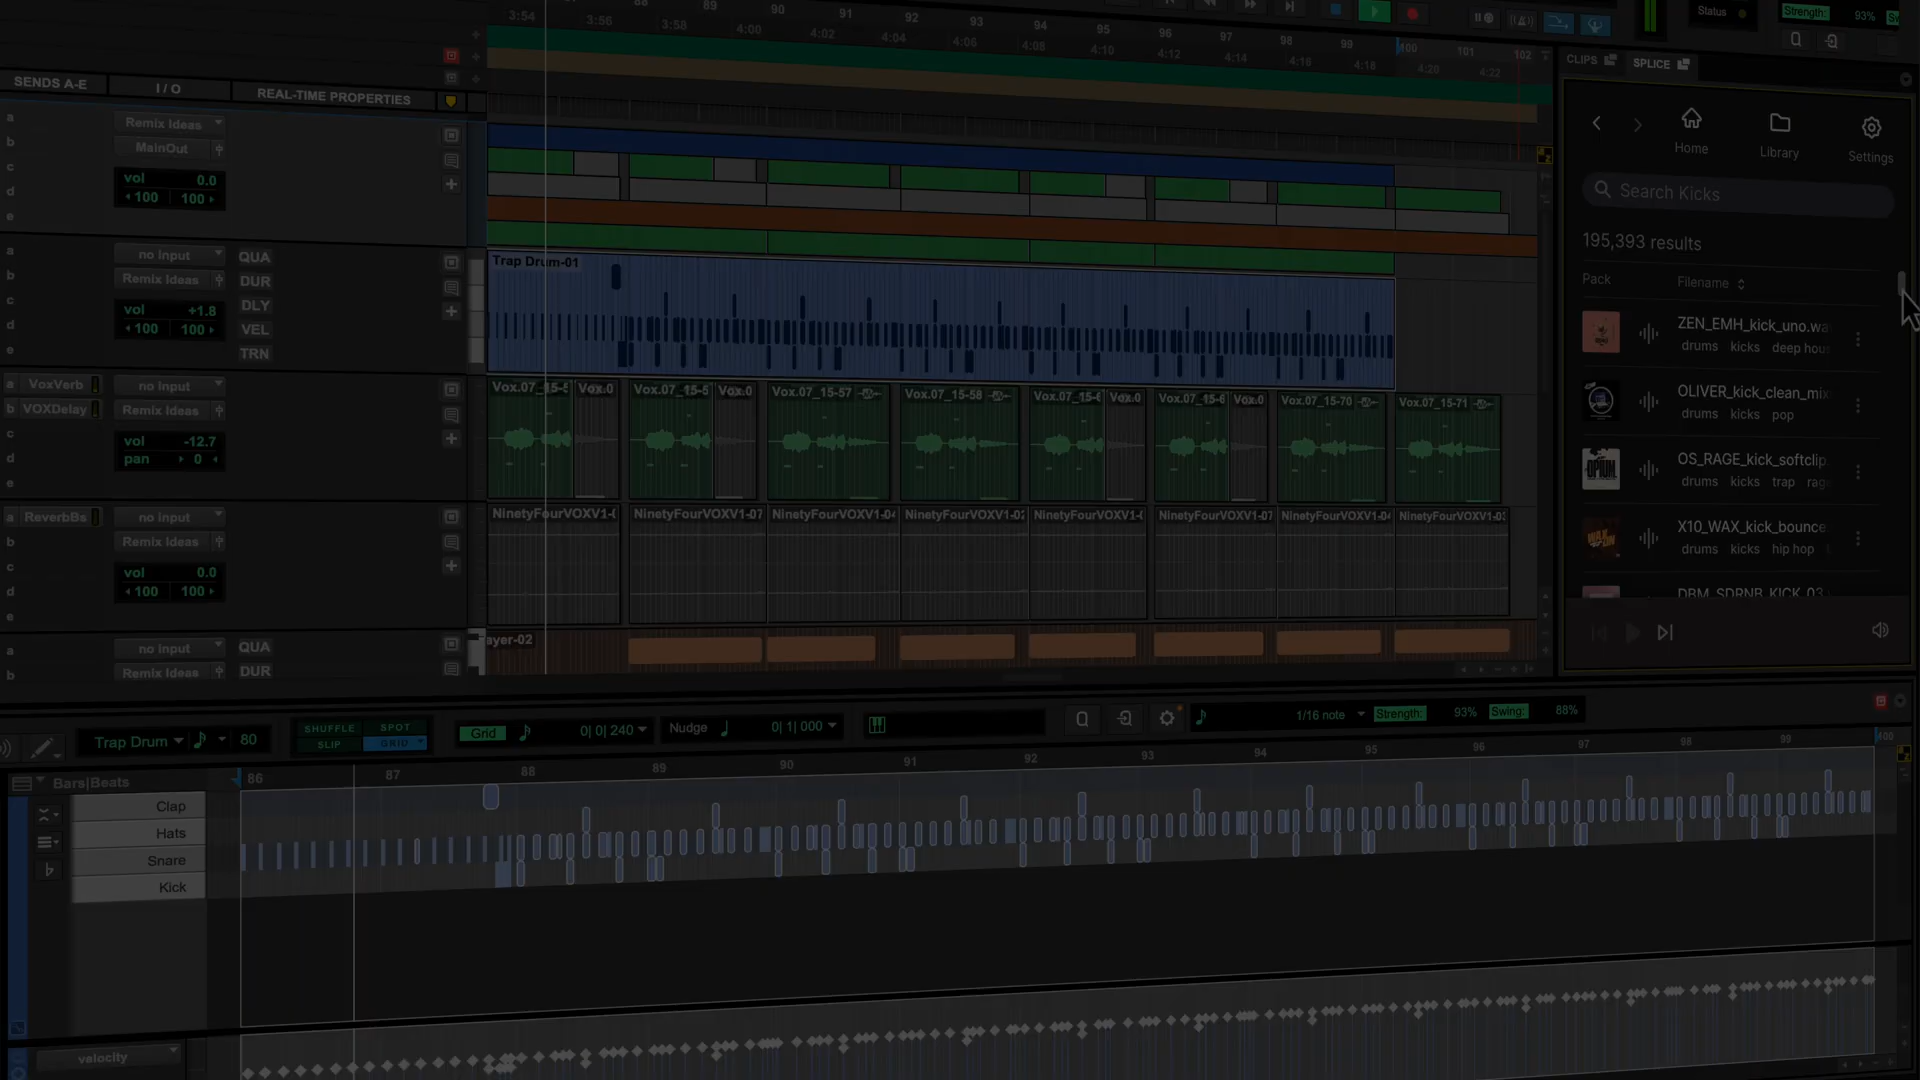 3:54
3:56
88
3:58
89
4:00
90
4:02
91
4:04
92
4:06
93
4:08
94
4:10
95
4:12
96
4:14
97
4:16
98
4:18
99
4:20
101
4:22
102
Status
Strength:
93%
CLIPS
SPLICE
SENDS A-E
I / O
REAL-TIME PROPERTIES
Home
Library
Settings
Search Kicks
195,393 results
Pack
Filename
ZEN_EMH_kick_uno.wa
drums kicks deep hou
OLIVER_kick_clean_mix
drums kicks pop
OS_RAGE_kick_softclip
drums kicks trap rag
X10_WAX_kick_bounce
drums kicks hip hop
DBM_SDRNB_KICK_03
a
b
c
d
e
Remix Ideas
MainOut
vol 0.0
100 100
a
b
c
d
e
no input
Remix Ideas
vol +1.8
100 100
QUA
DUR
DLY
VEL
TRN
Trap Drum-01
a VoxVerb
b VOXDelay
c
d
e
no input
Remix Ideas
vol -12.7
pan 0
Vox.07_15-5
Vox.0
Vox.07_15-5
Vox.0
Vox.07_15-57
Vox.07_15-58
Vox.07_15-6
Vox.0
Vox.07_15-6
Vox.0
Vox.07_15-70
Vox.07_15-71
a ReverbBs
b
c
d
e
no input
Remix Ideas
vol 0.0
100 100
NinetyFourVOXV1-0
NinetyFourVOXV1-07
NinetyFourVOXV1-04
NinetyFourVOXV1-02
NinetyFourVOXV1-0
NinetyFourVOXV1-07
NinetyFourVOXV1-04
NinetyFourVOXV1-03
a
b
no input
Remix Ideas
QUA
DUR
ayer-02
Trap Drum
80
SHUFFLE
SPOT
SLIP
GRID
Grid
0| 0| 240
Nudge
0| 1| 000
1/16 note
Strength:
93%
Swing:
88%
Bars|Beats
86
87
88
89
90
91
92
93
94
95
96
97
98
99
Clap
Hats
Snare
Kick
velocity